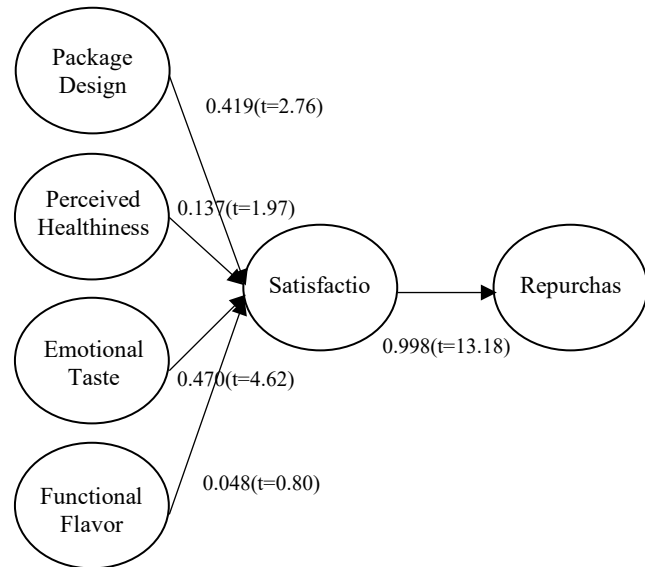 Package
Design
0.419(t=2.76)
Perceived
Healthiness
0.137(t=1.97)
Satisfactio
Repurchas
0.998(t=13.18)
Emotional
Taste
0.470(t=4.62)
Functional
Flavor
0.048(t=0.80)